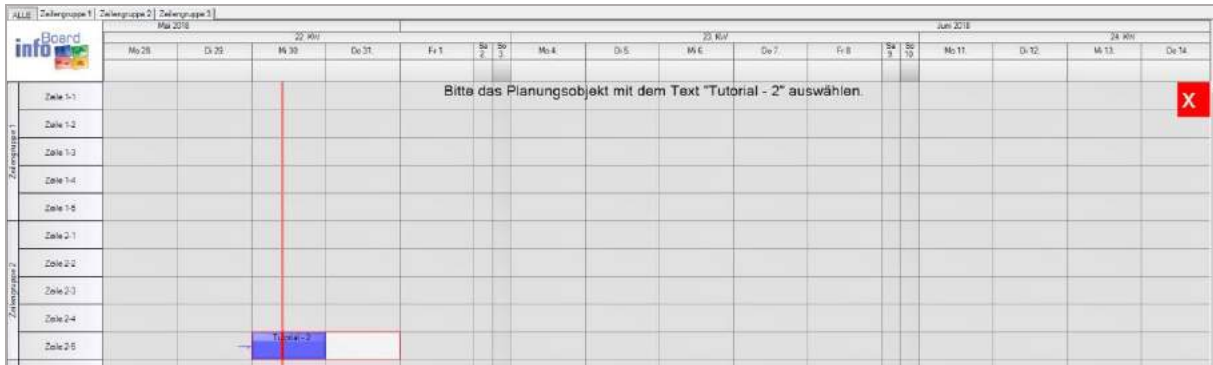 ALLE Zeilengruppe 1 Zeilengruppe 2 Zeilengruppe 3
Mai 2018 Juni 2018
22. KW 23. KW 24. KW
Mo 28. Di 29. Mi 30. Do 31. Fr 1. Sa 2. So 3. Mo 4. Di 5. Mi 6. Do 7. Fr 8. Sa 9. So 10. Mo 11. Di 12. Mi 13. Do 14.
infoBoard
Bitte das Planungsobjekt mit dem Text "Tutorial - 2" auswählen.
X
Zeilengruppe 1
Zeile 1-1
Zeile 1-2
Zeile 1-3
Zeile 1-4
Zeile 1-5
Zeilengruppe 2
Zeile 2-1
Zeile 2-2
Zeile 2-3
Zeile 2-4
Zeile 2-5
Tutorial - 2